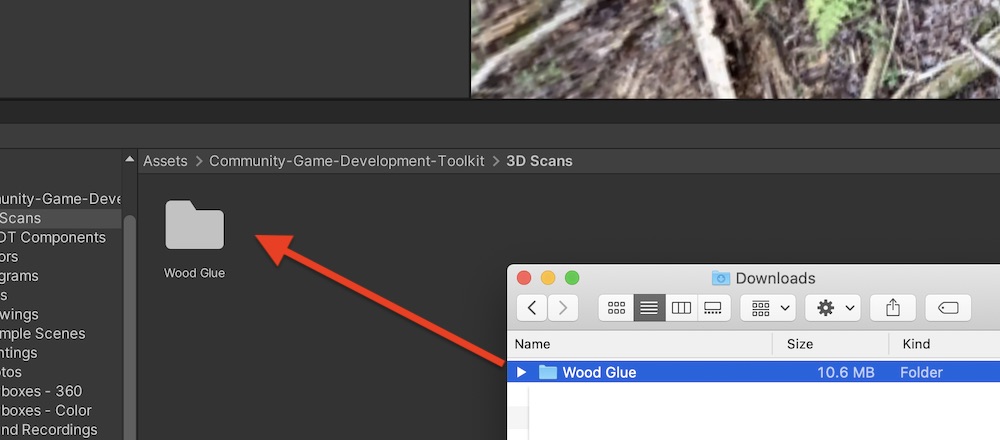 Assets > Community-Game-Development-Toolkit > 3D Scans
unity-Game-Deve
Scans
DT Components
ors
grams
s
wings
mple Scenes
ntings
otos
boxes - 360
boxes - Color
nd Recordings
Wood Glue
Downloads
Name Size Kind
Wood Glue 10.6 MB Folder